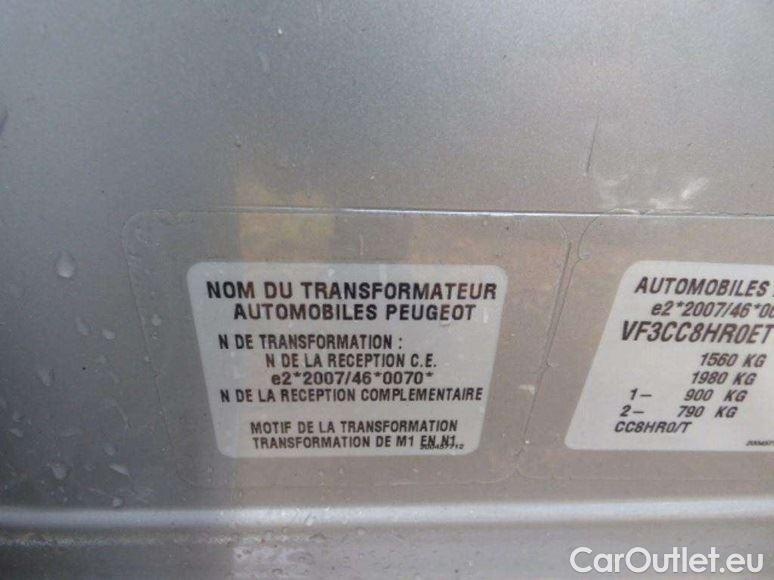 NOM DU TRANSFORMATEUR
AUTOMOBILES PEUGEOT
N DE TRANSFORMATION :
N DE LA RECEPTION C.E.
e2*2007/46*0070*
N DE LA RECEPTION COMPLEMENTAIRE
MOTIF DE LA TRANSFORMATION
TRANSFORMATION DE M1 EN N1
200457712
AUTOMOBILES
e2*2007/46*00
VF3CC8HR0ET
1560 KG
1980 KG
1– 900 KG
2– 790 KG
CC8HR0/T
CarOutlet.eu